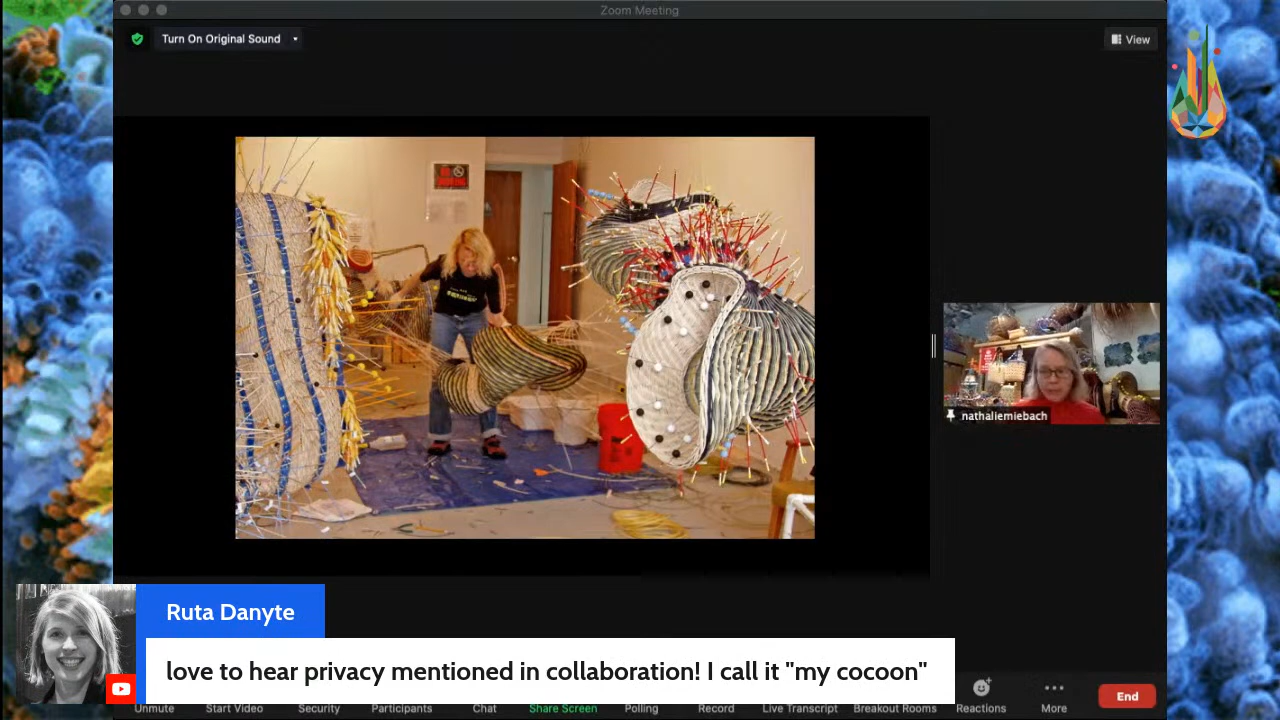 Zoom Meeting
Turn On Original Sound
View
nathaliemiebach
Ruta Danyte
love to hear privacy mentioned in collaboration! I call it "my cocoon"
Unmute Start Video Security Participants Chat Share Screen Polling Record Live Transcript Breakout Rooms Reactions More End